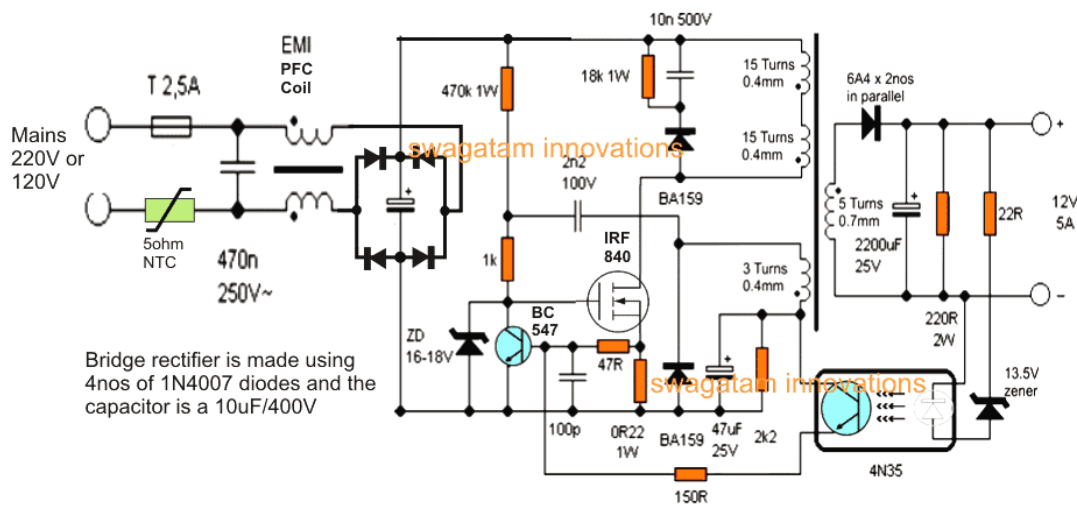 10n 500V
EMI
PFC
Coil
T 2,5A
Mains
220V or
120V
5ohm
NTC
470n
250V~
+
470k 1W
18k 1W
15 Turns
0.4mm
15 Turns
0.4mm
6A4 x 2nos
in parallel
swagatam innovations
2n2
100V
BA159
1k
IRF
840
BC
547
3 Turns
0.4mm
5 Turns
0.7mm
+
2200uF
25V
22R
+
12V
5A
-
220R
2W
ZD
16-18V
47R
+
swagatam innovations
13.5V
zener
100p
0R22
1W
BA159
47uF
25V
2k2
150R
4N35
Bridge rectifier is made using
4nos of 1N4007 diodes and the
capacitor is a 10uF/400V